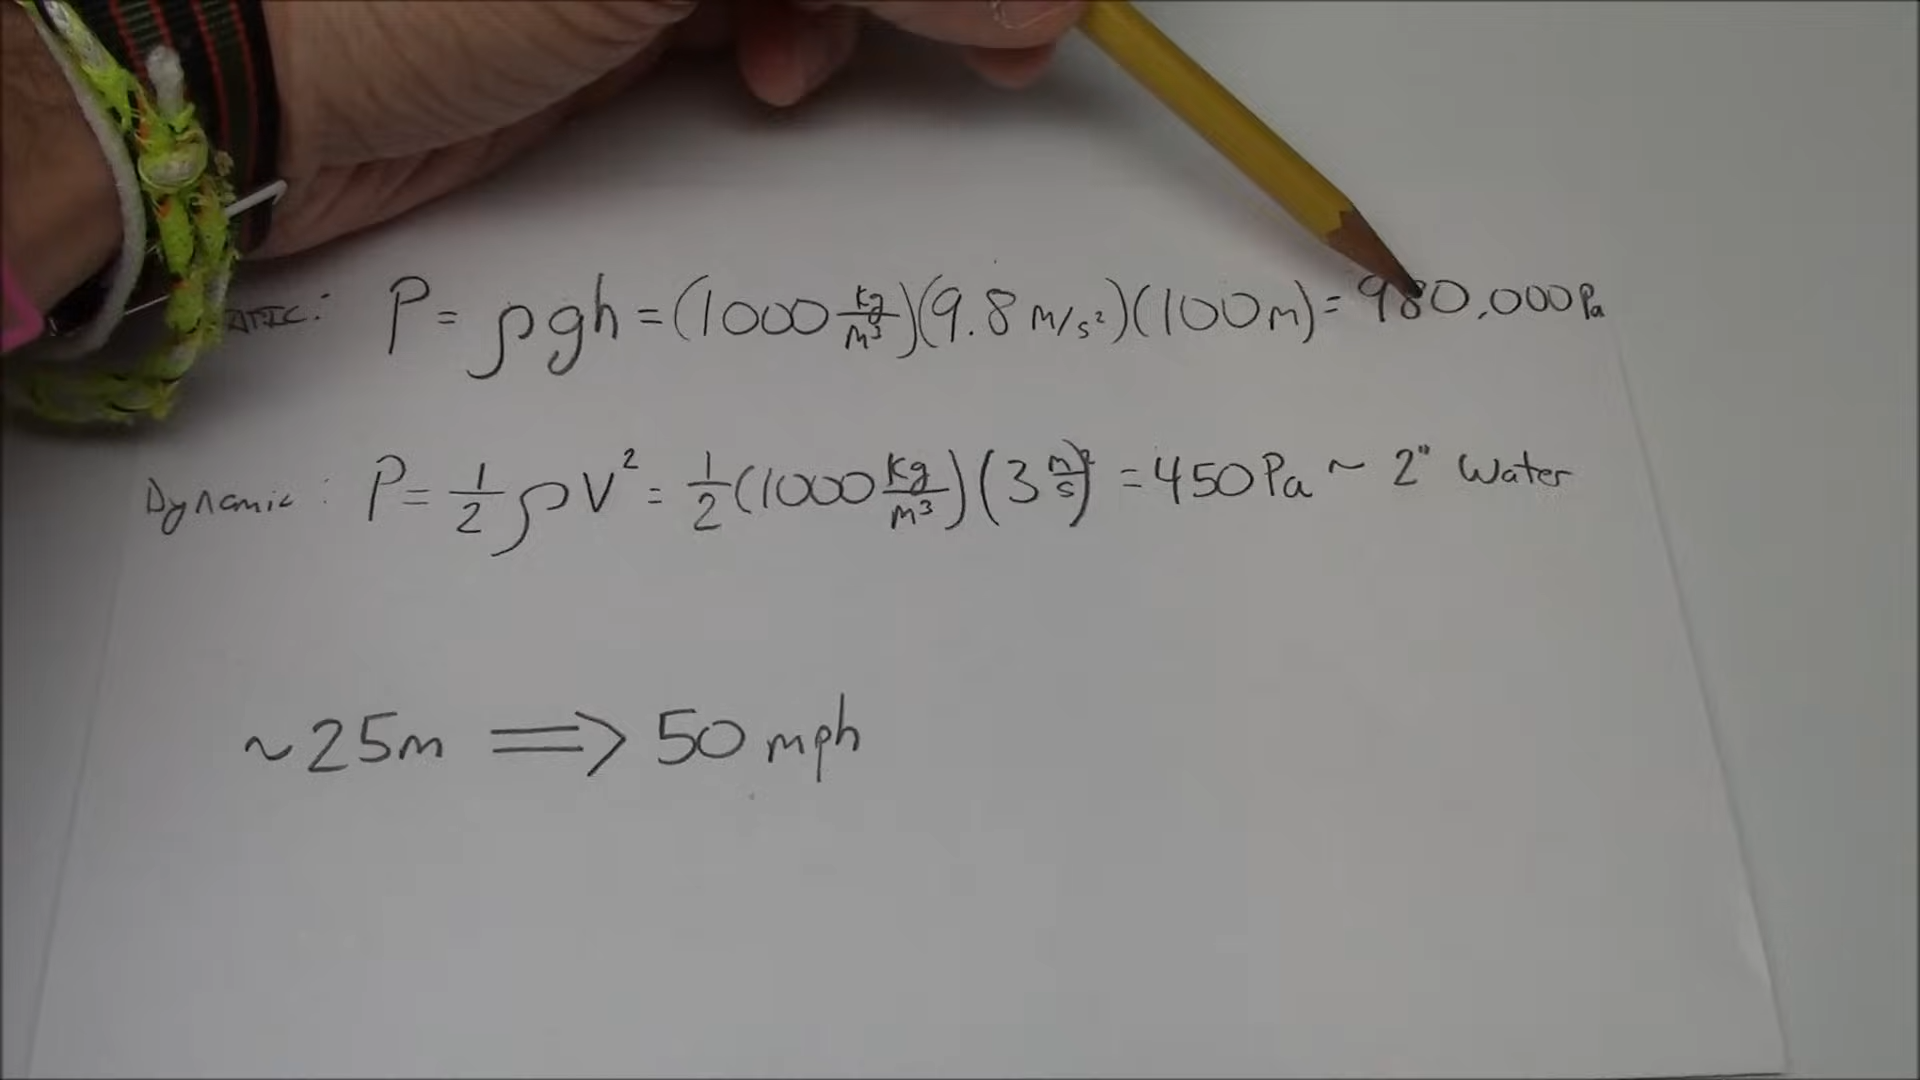 P = ρgh = (1000 kg/m³)(9.8 m/s²)(100m) = 980,000 Pa
Dynamic: P = 1/2 ρV² = 1/2 (1000 kg/m³)(3 m/s)² = 450 Pa ~ 2" Water
~25m ⟹ 50 mph